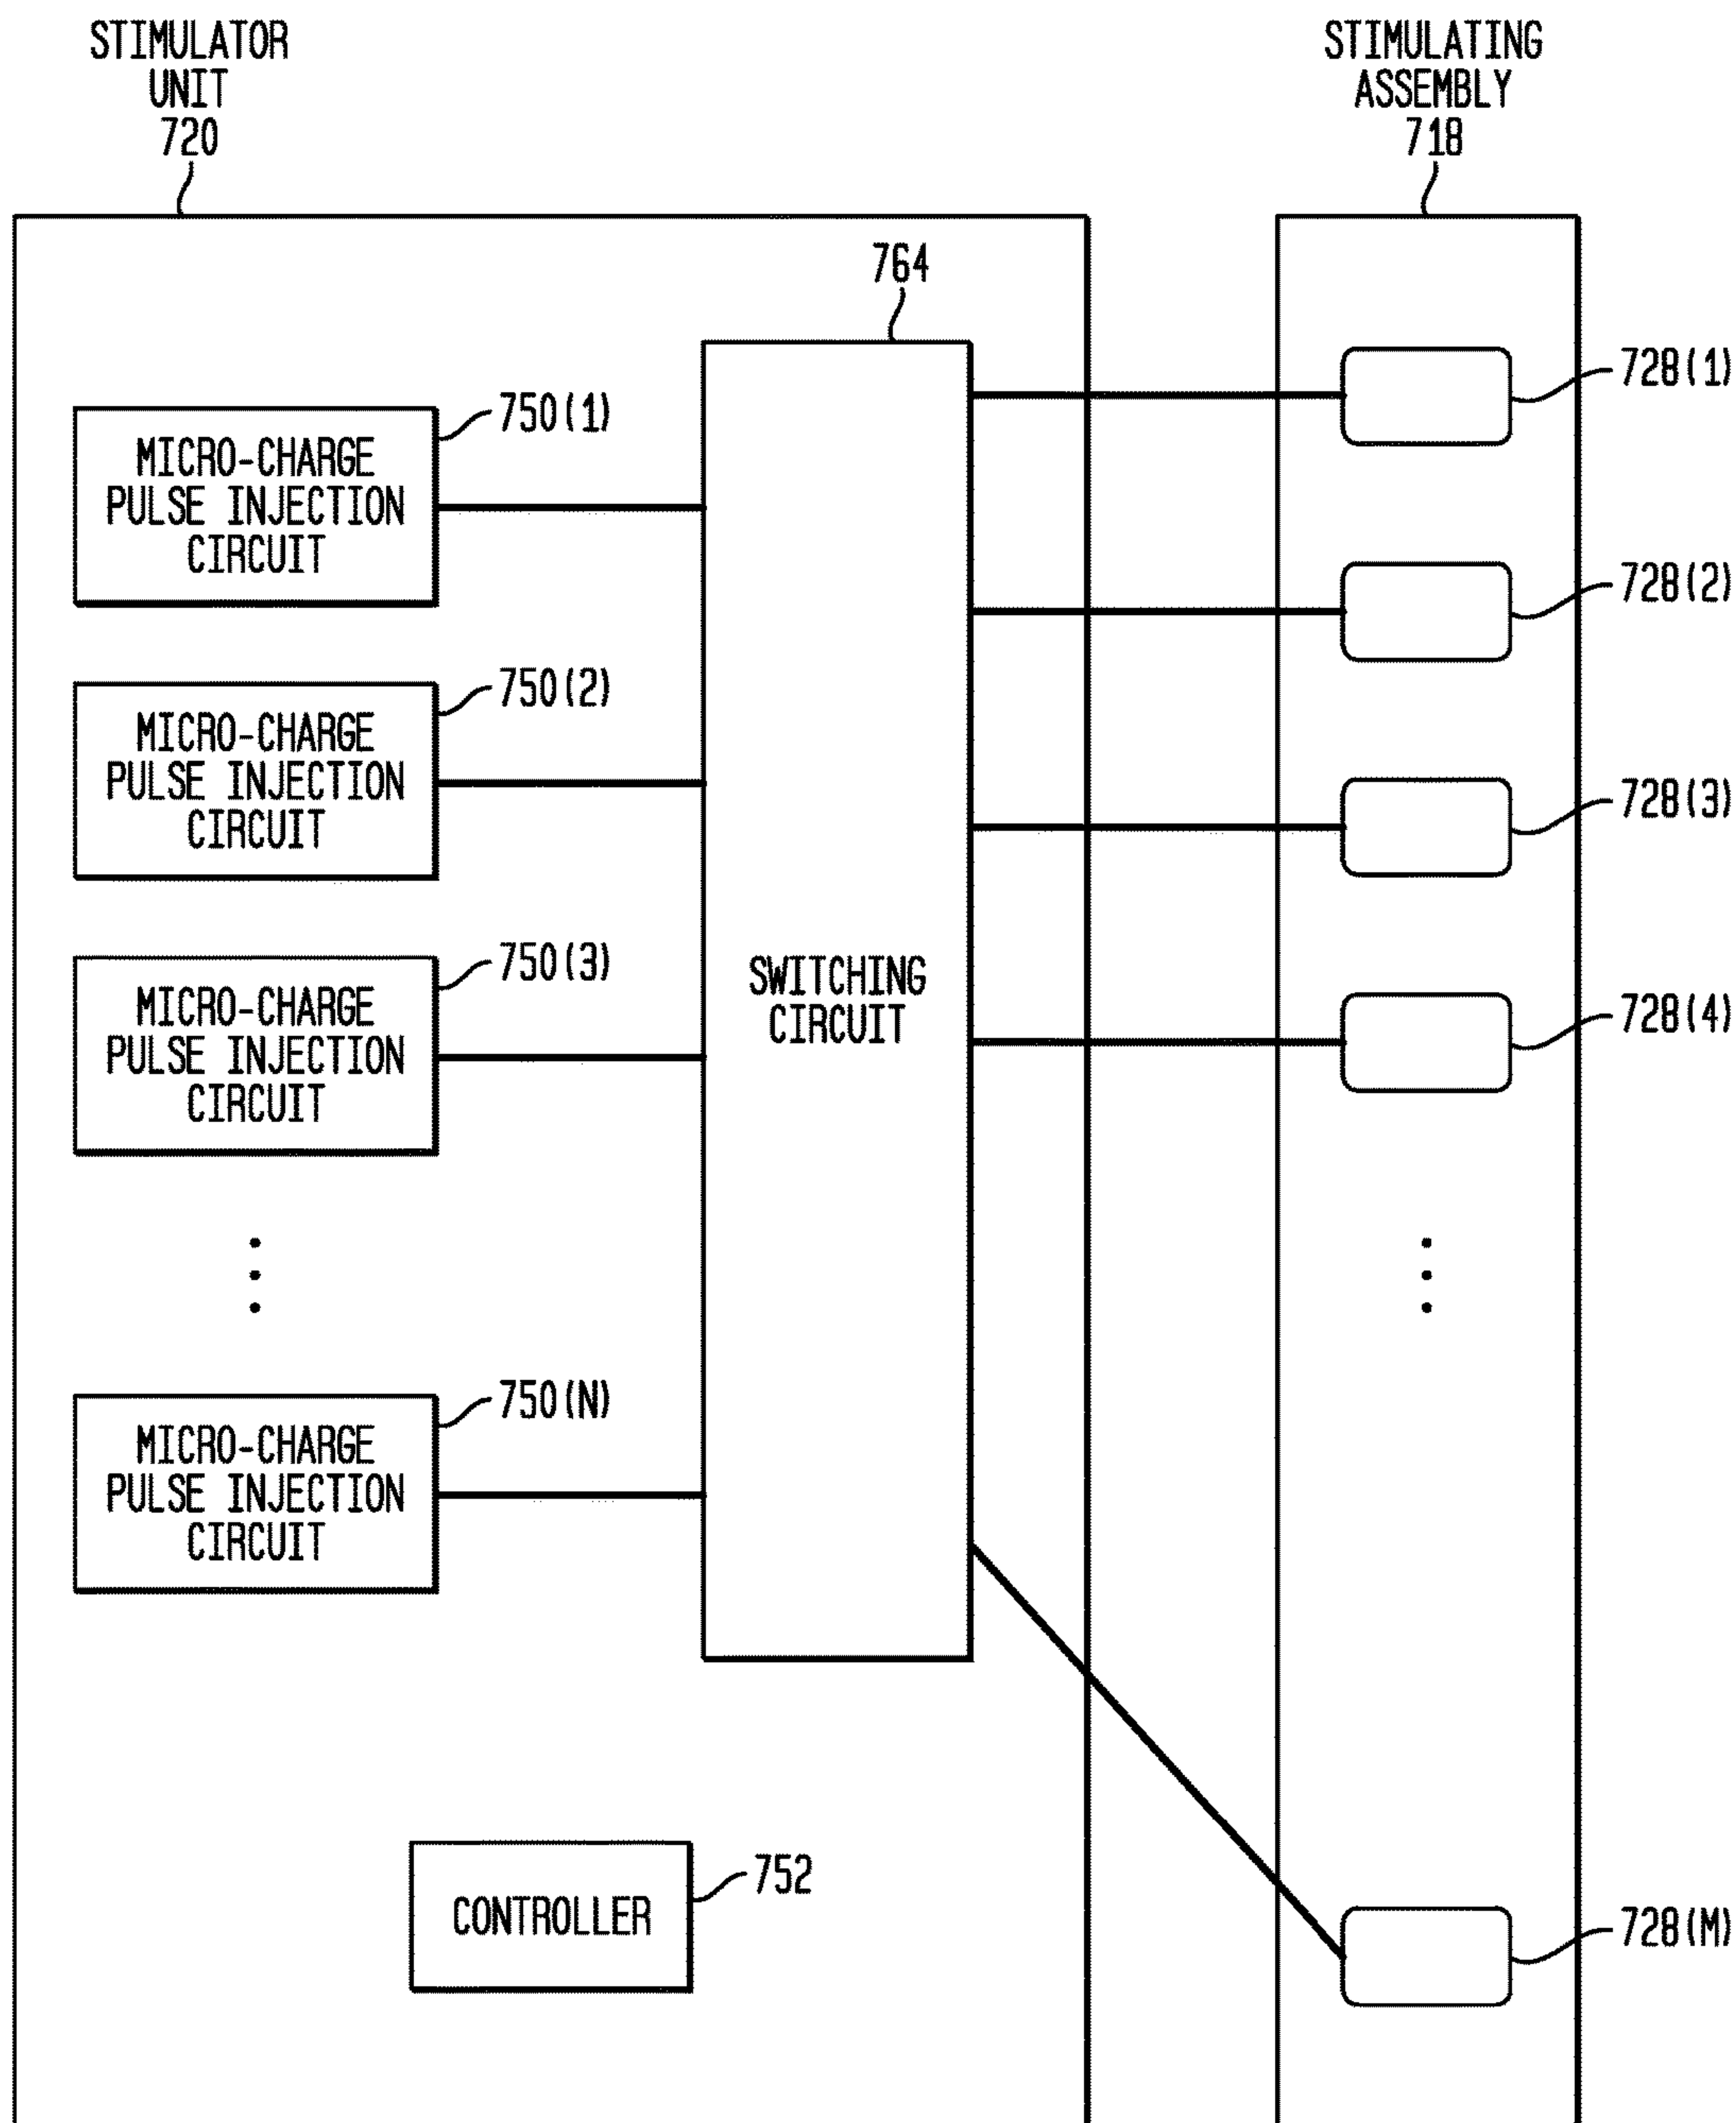 STIMULATOR
UNIT
720
STIMULATING
ASSEMBLY
718
764
728(1)
750(1)
MICRO-CHARGE
PULSE INJECTION
CIRCUIT
728(2)
750(2)
MICRO-CHARGE
PULSE INJECTION
CIRCUIT
728(3)
750(3)
MICRO-CHARGE
PULSE INJECTION
CIRCUIT
SWITCHING
CIRCUIT
728(4)
750(N)
MICRO-CHARGE
PULSE INJECTION
CIRCUIT
752
CONTROLLER
728(M)